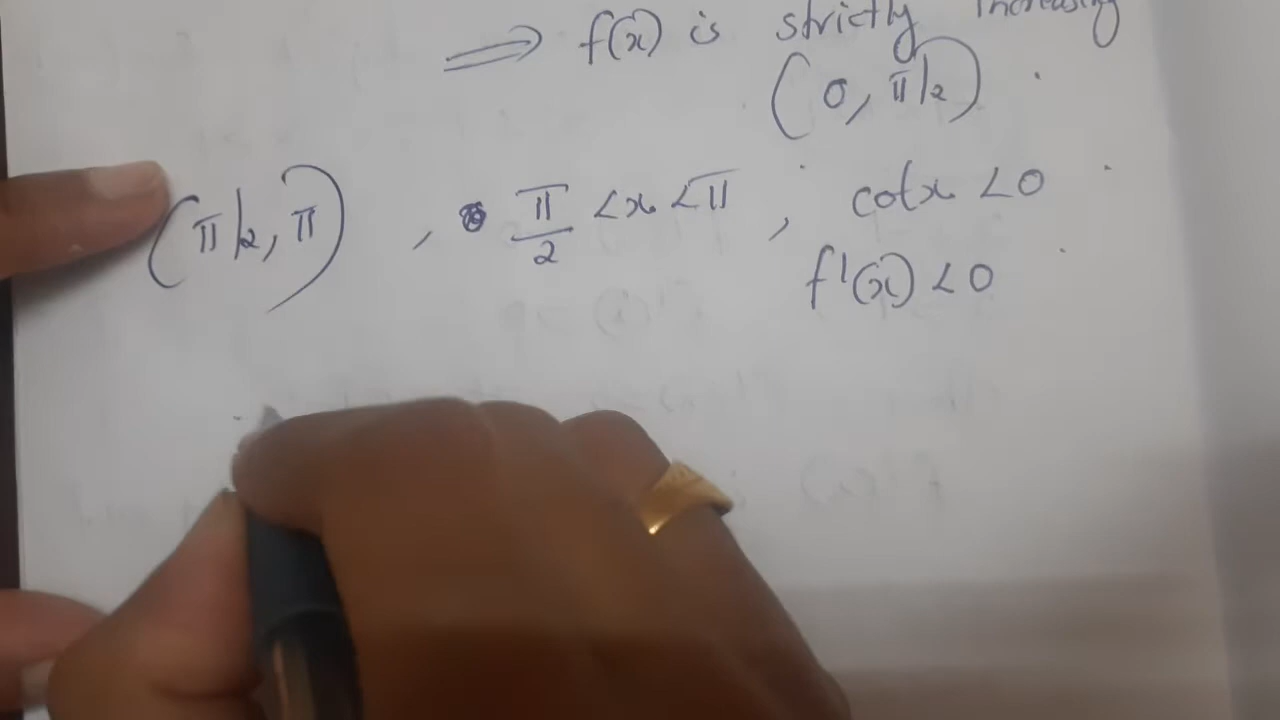 ⟹ f(x) is strictly increasing
(0, π/2) .
(π/2, π) , π/2 < x < π , cotx < 0
f'(x) < 0